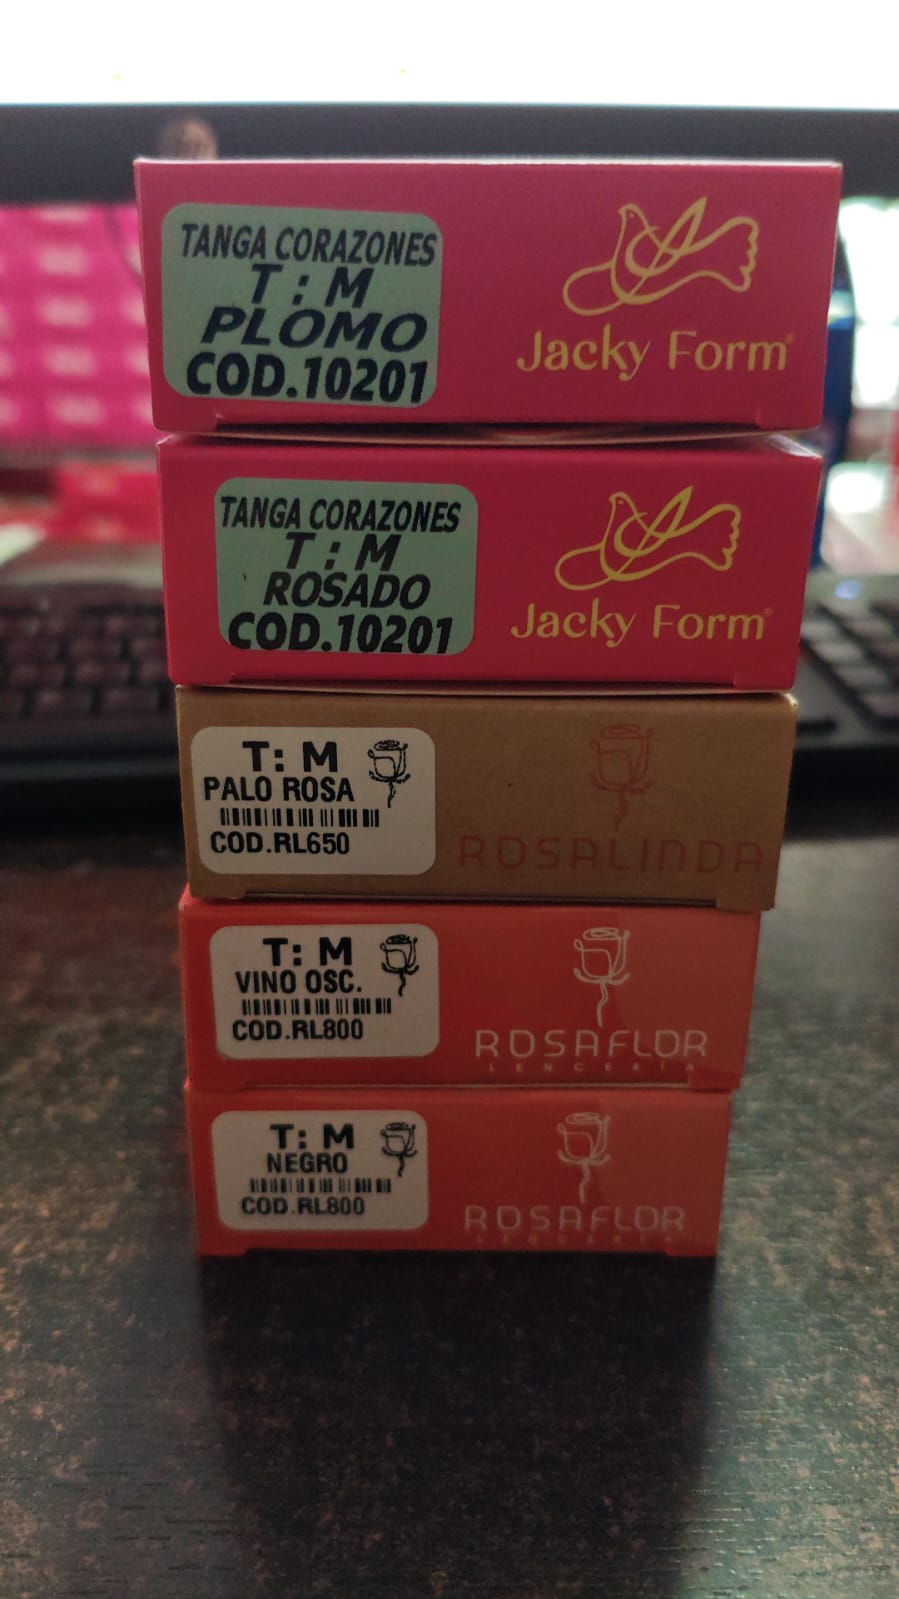 TANGA CORAZONES
T : M
PLOMO
COD.10201
Jacky Form®
TANGA CORAZONES
T : M
ROSADO
COD.10201
Jacky Form®
T: M
PALO ROSA
COD.RL650
ROSALINDA
T: M
VINO OSC.
COD.RL800
ROSAFLOR
LENCERÍA
T: M
NEGRO
COD.RL800
ROSAFLOR
LENCERÍA